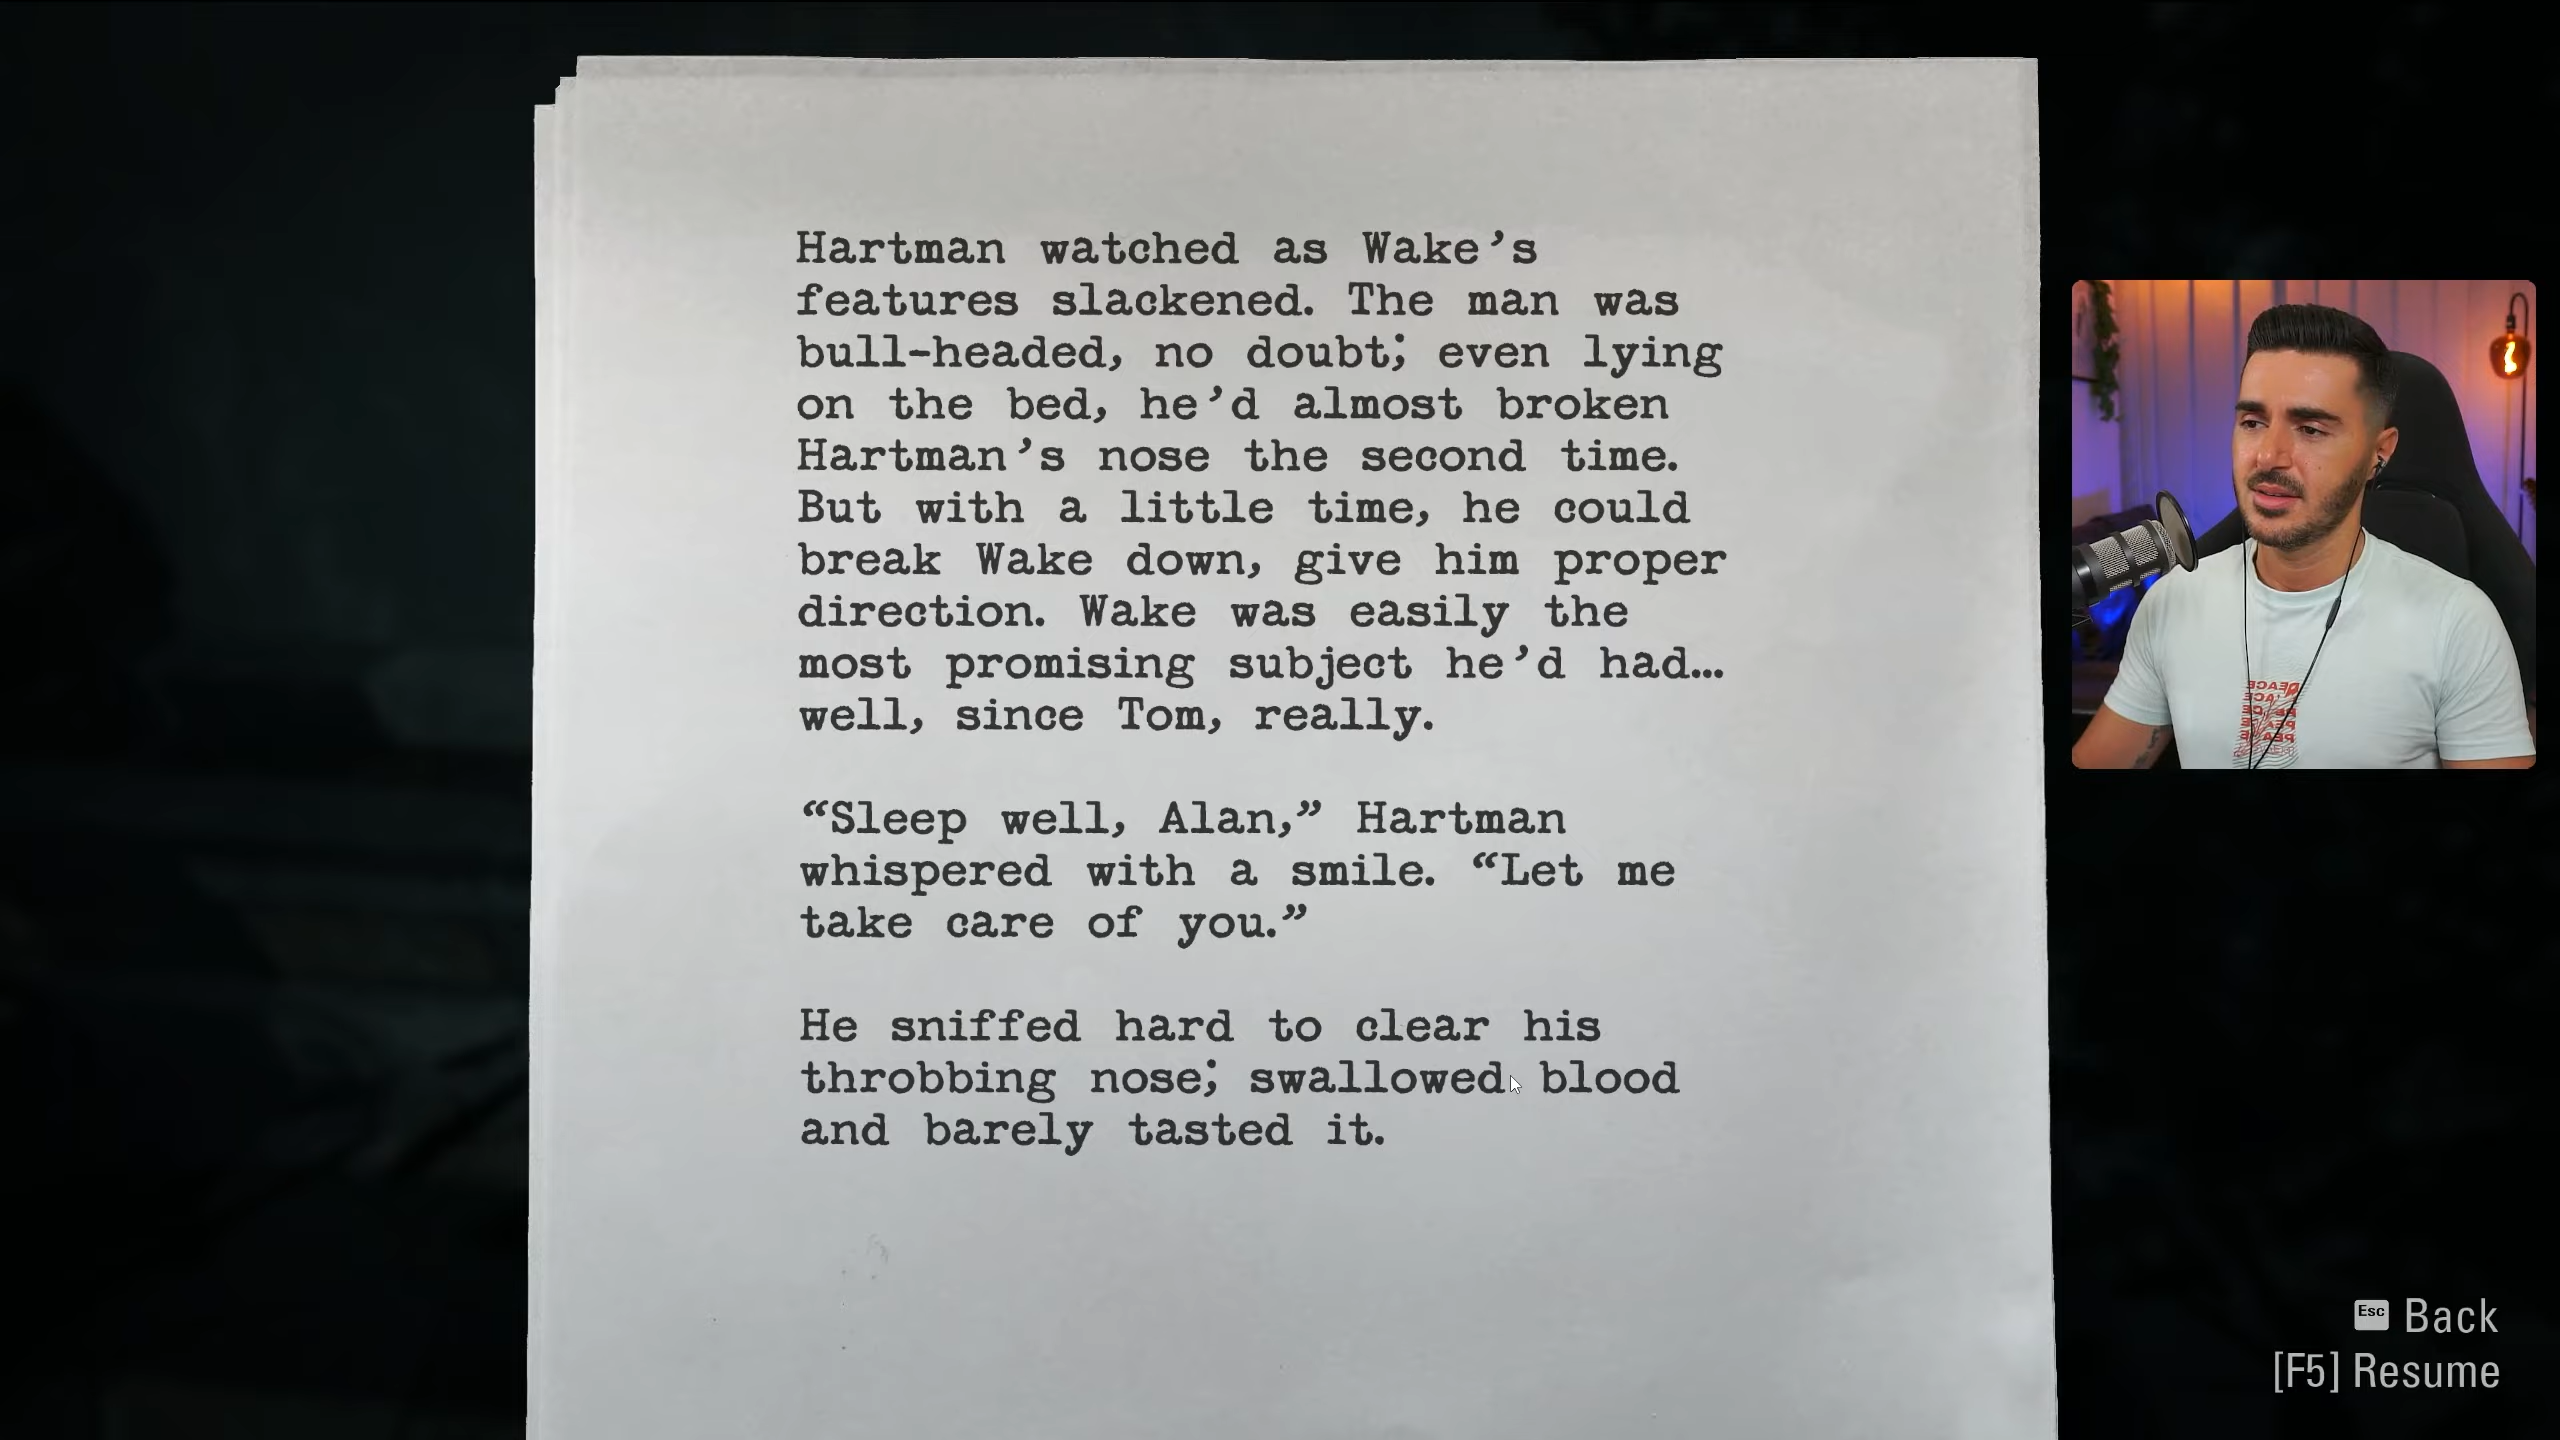 Hartman watched as Wake’s
features slackened. The man was
bull-headed, no doubt; even lying
on the bed, he’d almost broken
Hartman’s nose the second time.
But with a little time, he could
break Wake down, give him proper
direction. Wake was easily the
most promising subject he’d had…
well, since Tom, really.
“Sleep well, Alan,” Hartman
whispered with a smile. “Let me
take care of you.”
He sniffed hard to clear his
throbbing nose; swallowed blood
and barely tasted it.
Esc Back
[F5] Resume